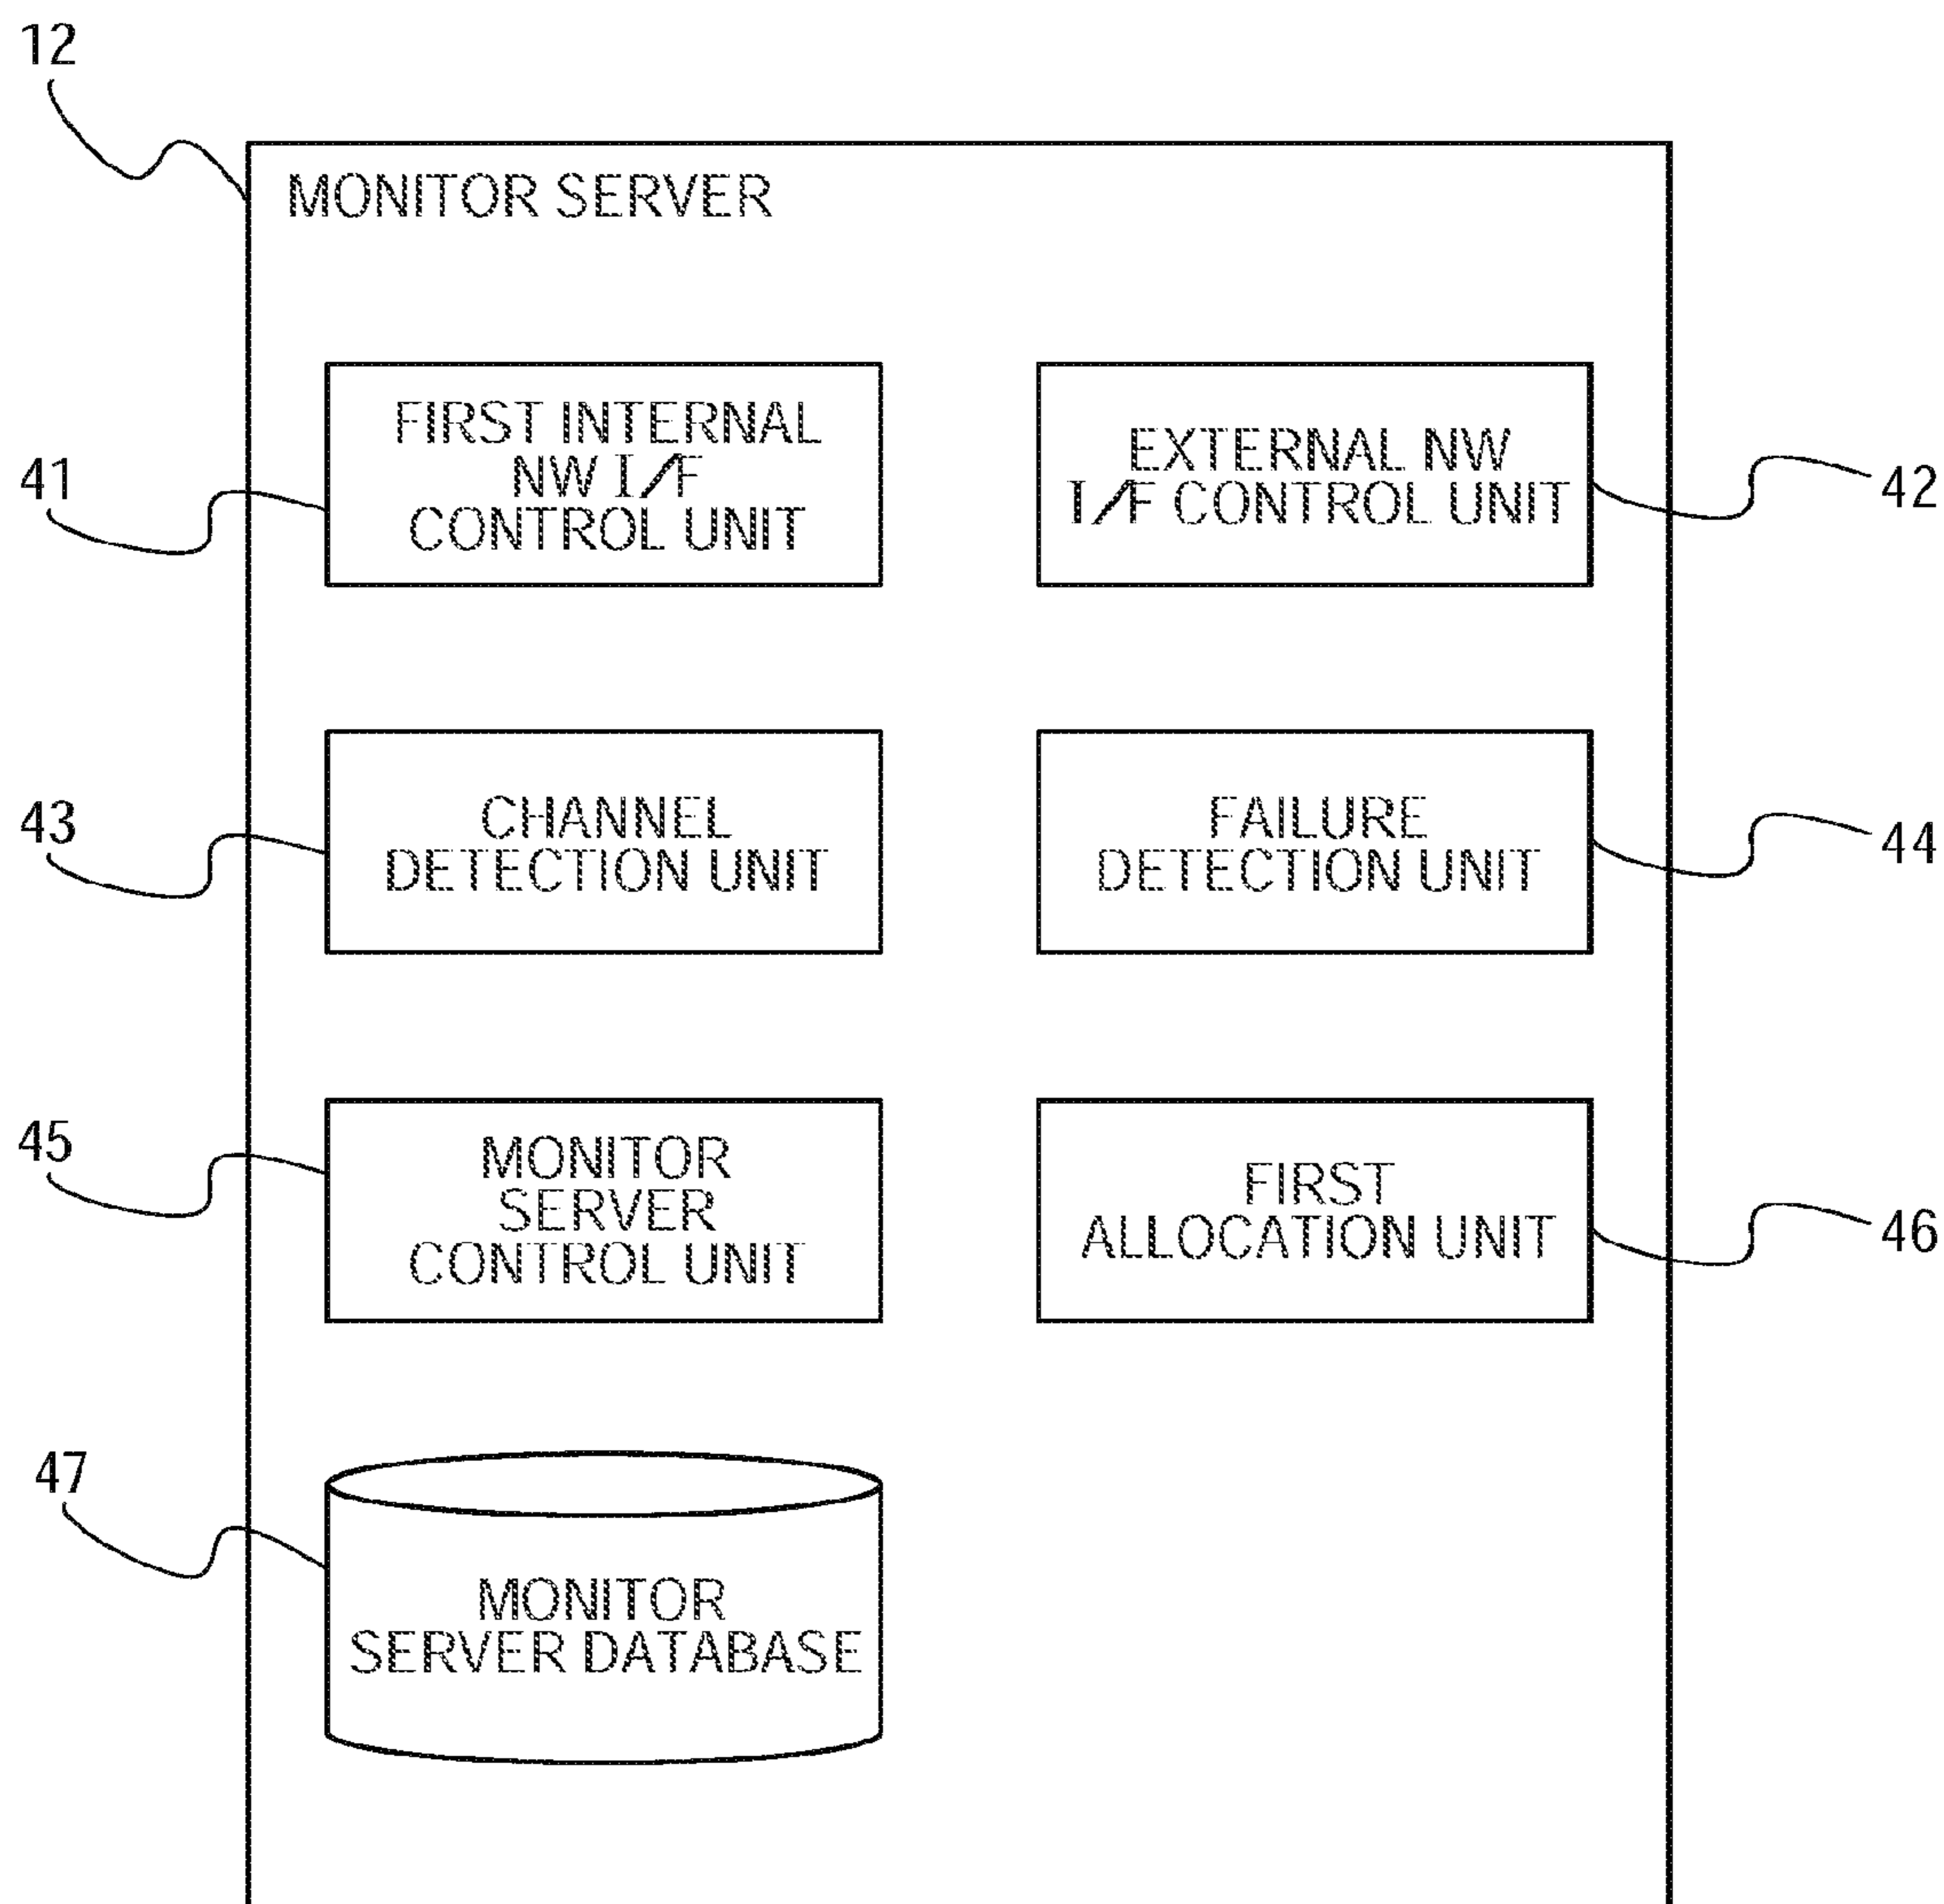 12
MONITOR SERVER
FIRST INTERNAL
NW I/F
CONTROL UNIT
41
EXTERNAL NW
I/F CONTROL UNIT
42
CHANNEL
DETECTION UNIT
43
FAILURE
DETECTION UNIT
44
MONITOR
SERVER
CONTROL UNIT
45
FIRST
ALLOCATION UNIT
46
47
MONITOR
SERVER DATABASE